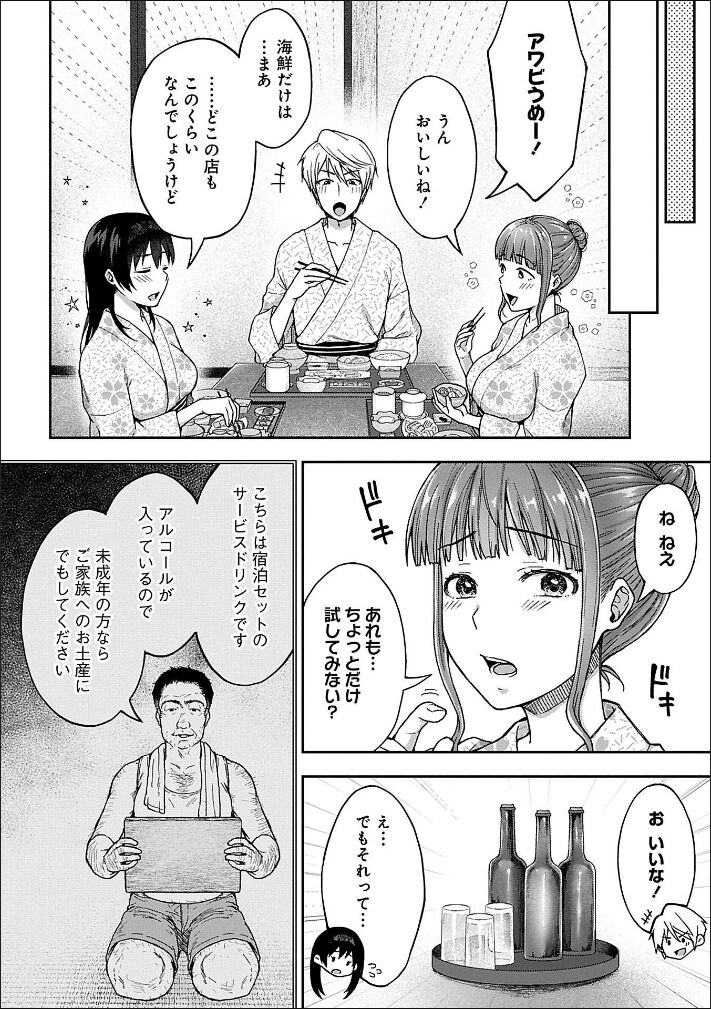 アワビうめー！
うん
おいしいね！
海鮮だけは
…まあ
……どこの店も
このくらい
なんでしょうけど
ね ねえ
ドキ
あれも…
ちょっとだけ
試してみない？
ドキ
お いいな！
え…
でもそれって…
こちらは宿泊セットの
サービスドリンクです
アルコールが
入っているので
未成年の方なら
ご家族へのお土産に
でもしてください